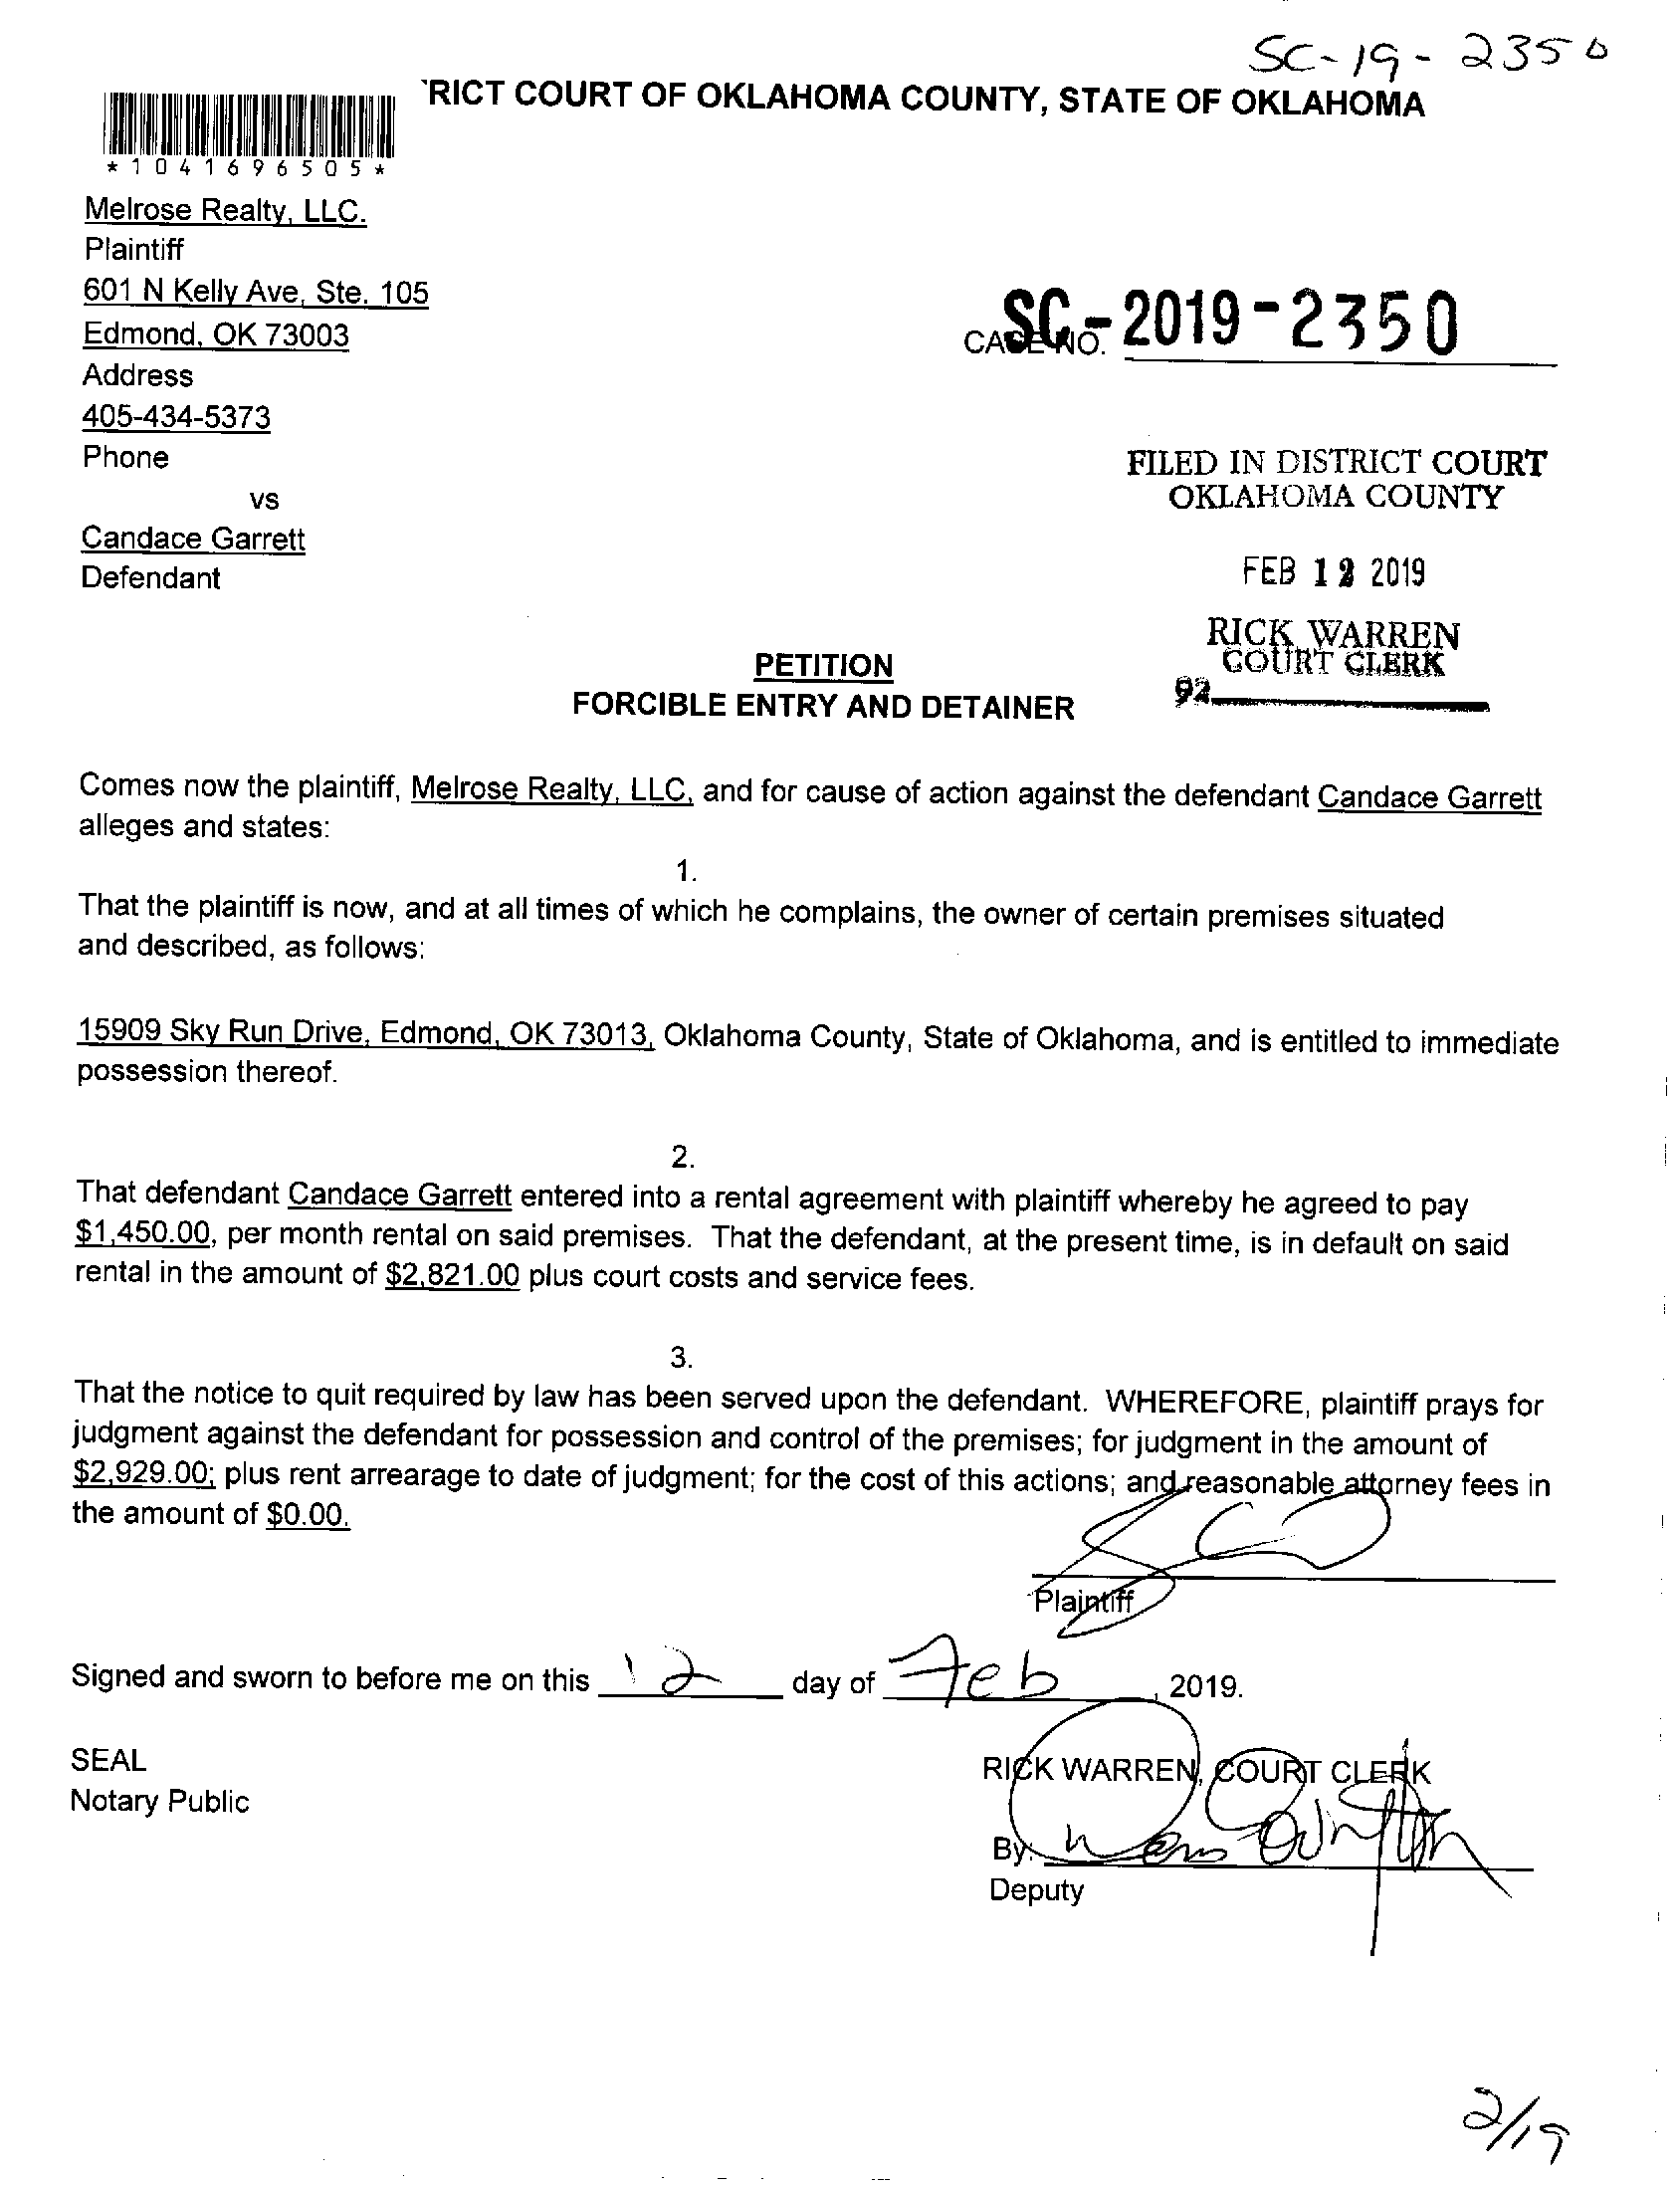 SC-19-2350
'RICT COURT OF OKLAHOMA COUNTY, STATE OF OKLAHOMA
*1041696505*
Melrose Realty, LLC.
Plaintiff
601 N Kelly Ave, Ste. 105
Edmond, OK 73003
Address
405-434-5373
Phone
vs
Candace Garrett
Defendant
CASE NO. SC-2019-2350
FILED IN DISTRICT COURT
OKLAHOMA COUNTY
FEB 12 2019
RICK WARREN
COURT CLERK
92
PETITION
FORCIBLE ENTRY AND DETAINER
Comes now the plaintiff, Melrose Realty, LLC, and for cause of action against the defendant Candace Garrett
alleges and states:
1.
That the plaintiff is now, and at all times of which he complains, the owner of certain premises situated
and described, as follows:
15909 Sky Run Drive, Edmond, OK 73013, Oklahoma County, State of Oklahoma, and is entitled to immediate
possession thereof.
2.
That defendant Candace Garrett entered into a rental agreement with plaintiff whereby he agreed to pay
$1,450.00, per month rental on said premises. That the defendant, at the present time, is in default on said
rental in the amount of $2,821.00 plus court costs and service fees.
3.
That the notice to quit required by law has been served upon the defendant. WHEREFORE, plaintiff prays for
judgment against the defendant for possession and control of the premises; for judgment in the amount of
$2,929.00; plus rent arrearage to date of judgment; for the cost of this actions; and reasonable attorney fees in
the amount of $0.00.
Plaintiff
Signed and sworn to before me on this 12 day of Feb, 2019.
SEAL
Notary Public
RICK WARREN, COURT CLERK
By:
Deputy
2/19